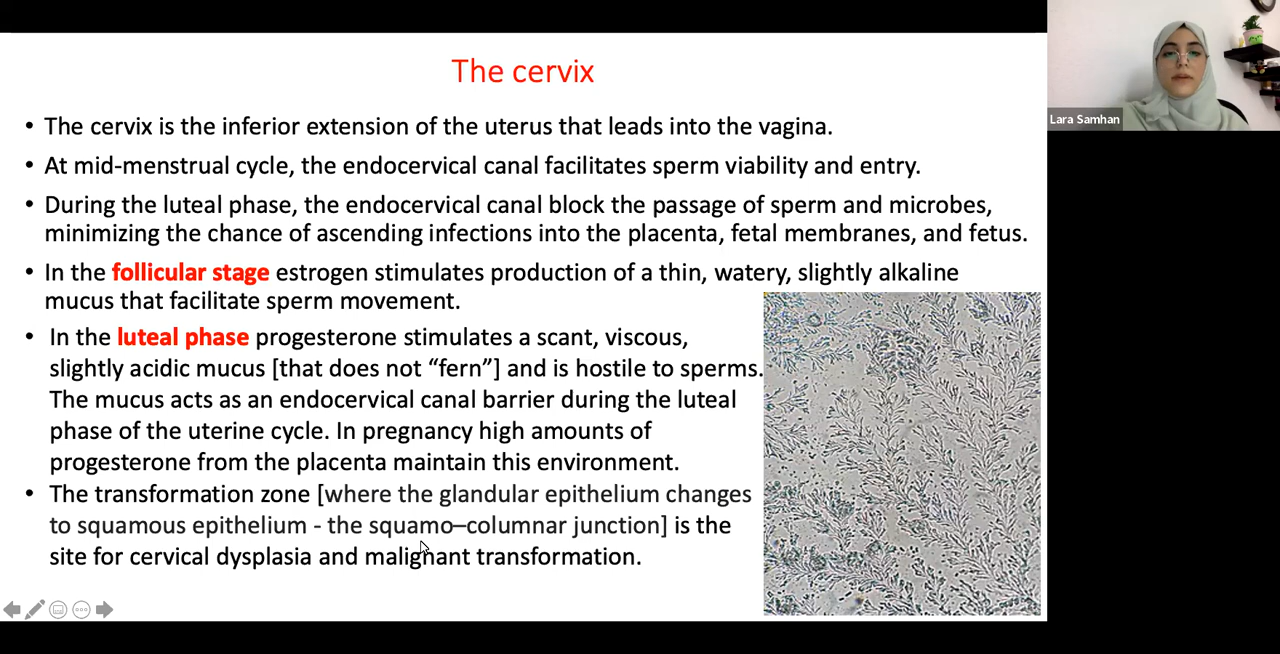 The cervix
• The cervix is the inferior extension of the uterus that leads into the vagina.
• At mid-menstrual cycle, the endocervical canal facilitates sperm viability and entry.
• During the luteal phase, the endocervical canal block the passage of sperm and microbes,
minimizing the chance of ascending infections into the placenta, fetal membranes, and fetus.
• In the follicular stage estrogen stimulates production of a thin, watery, slightly alkaline
mucus that facilitate sperm movement.
• In the luteal phase progesterone stimulates a scant, viscous,
slightly acidic mucus [that does not “fern”] and is hostile to sperms.
The mucus acts as an endocervical canal barrier during the luteal
phase of the uterine cycle. In pregnancy high amounts of
progesterone from the placenta maintain this environment.
• The transformation zone [where the glandular epithelium changes
to squamous epithelium - the squamo–columnar junction] is the
site for cervical dysplasia and malignant transformation.
Lara Samhan